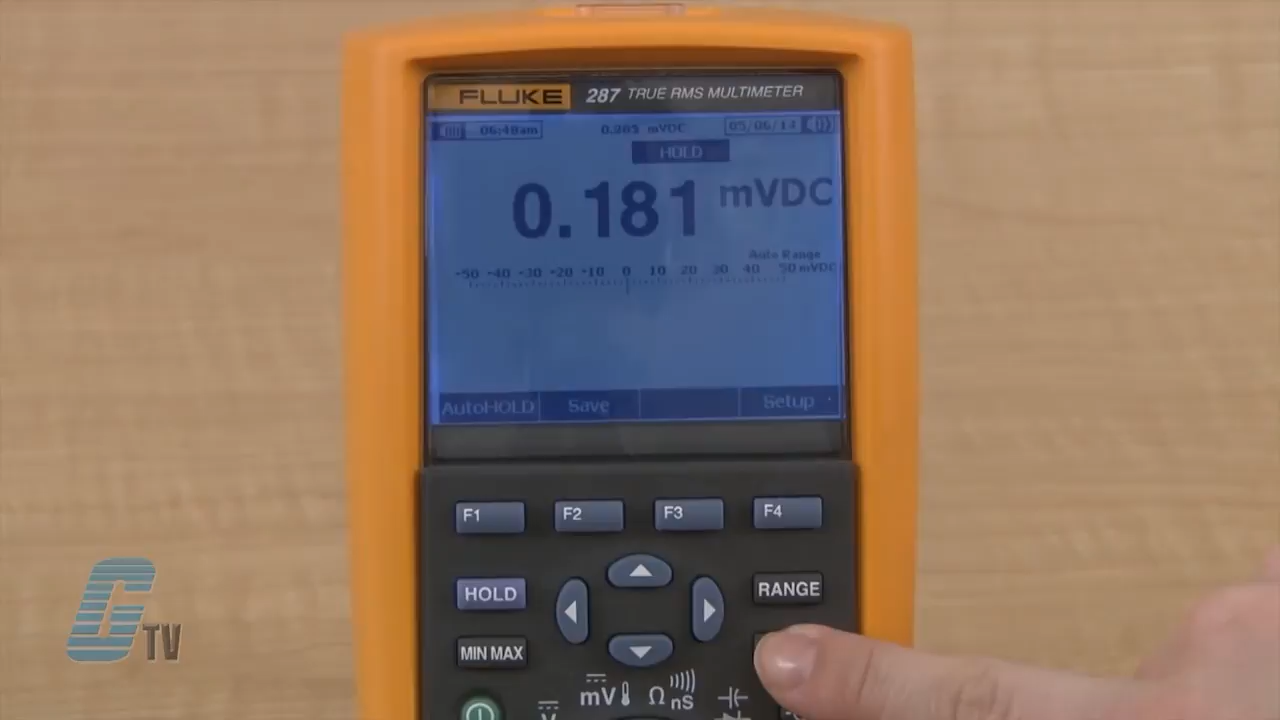 FLUKE 287 TRUE RMS MULTIMETER
06:48am 0.265 mVDC 05/06/14
HOLD
0.181 mVDC
Auto Range
-50 -40 -30 -20 -10 0 10 20 30 40 50 mVDC
AutoHOLD Save Setup
F1 F2 F3 F4
HOLD RANGE
MIN MAX
mV Ω nS
V
G TV